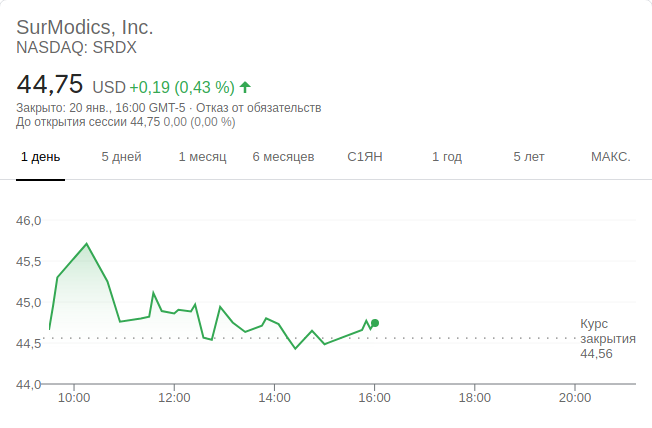 SurModics, Inc.
NASDAQ: SRDX
44,75 USD +0,19 (0,43 %)
Закрыто: 20 янв., 16:00 GMT-5 · Отказ от обязательств
До открытия сессии 44,75 0,00 (0,00 %)
1 день 5 дней 1 месяц 6 месяцев С1ЯН 1 год 5 лет МАКС.
46,0
45,5
45,0
44,5
44,0
Курс
закрытия
44,56
10:00 12:00 14:00 16:00 18:00 20:00